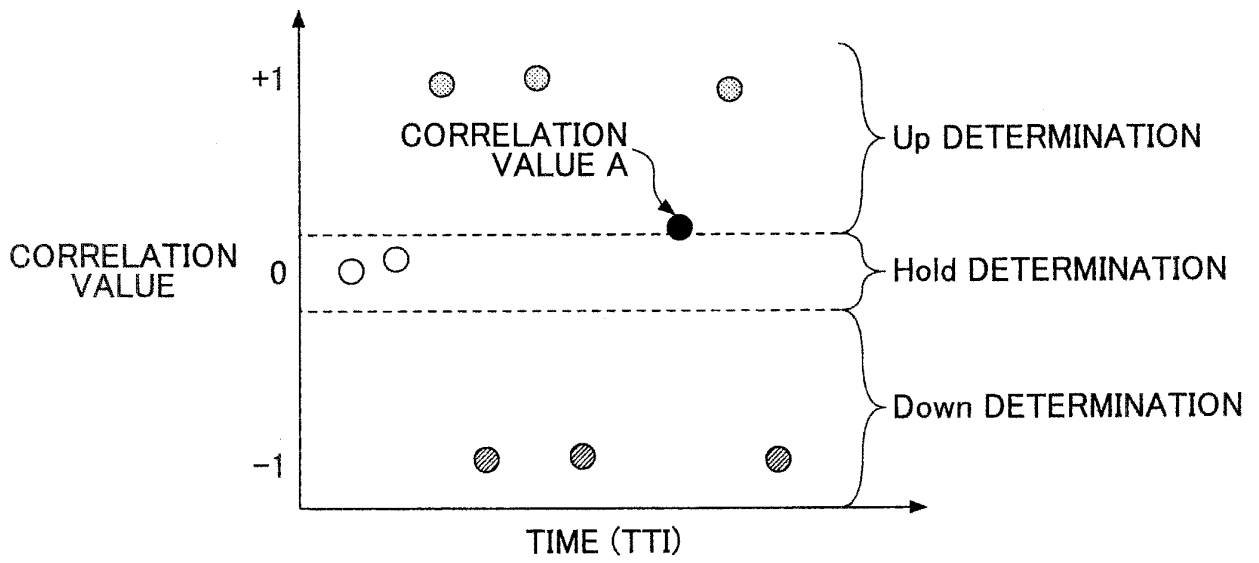 +1
CORRELATION
VALUE A
Up DETERMINATION
CORRELATION
VALUE
0
Hold DETERMINATION
Down DETERMINATION
-1
TIME (TTI)